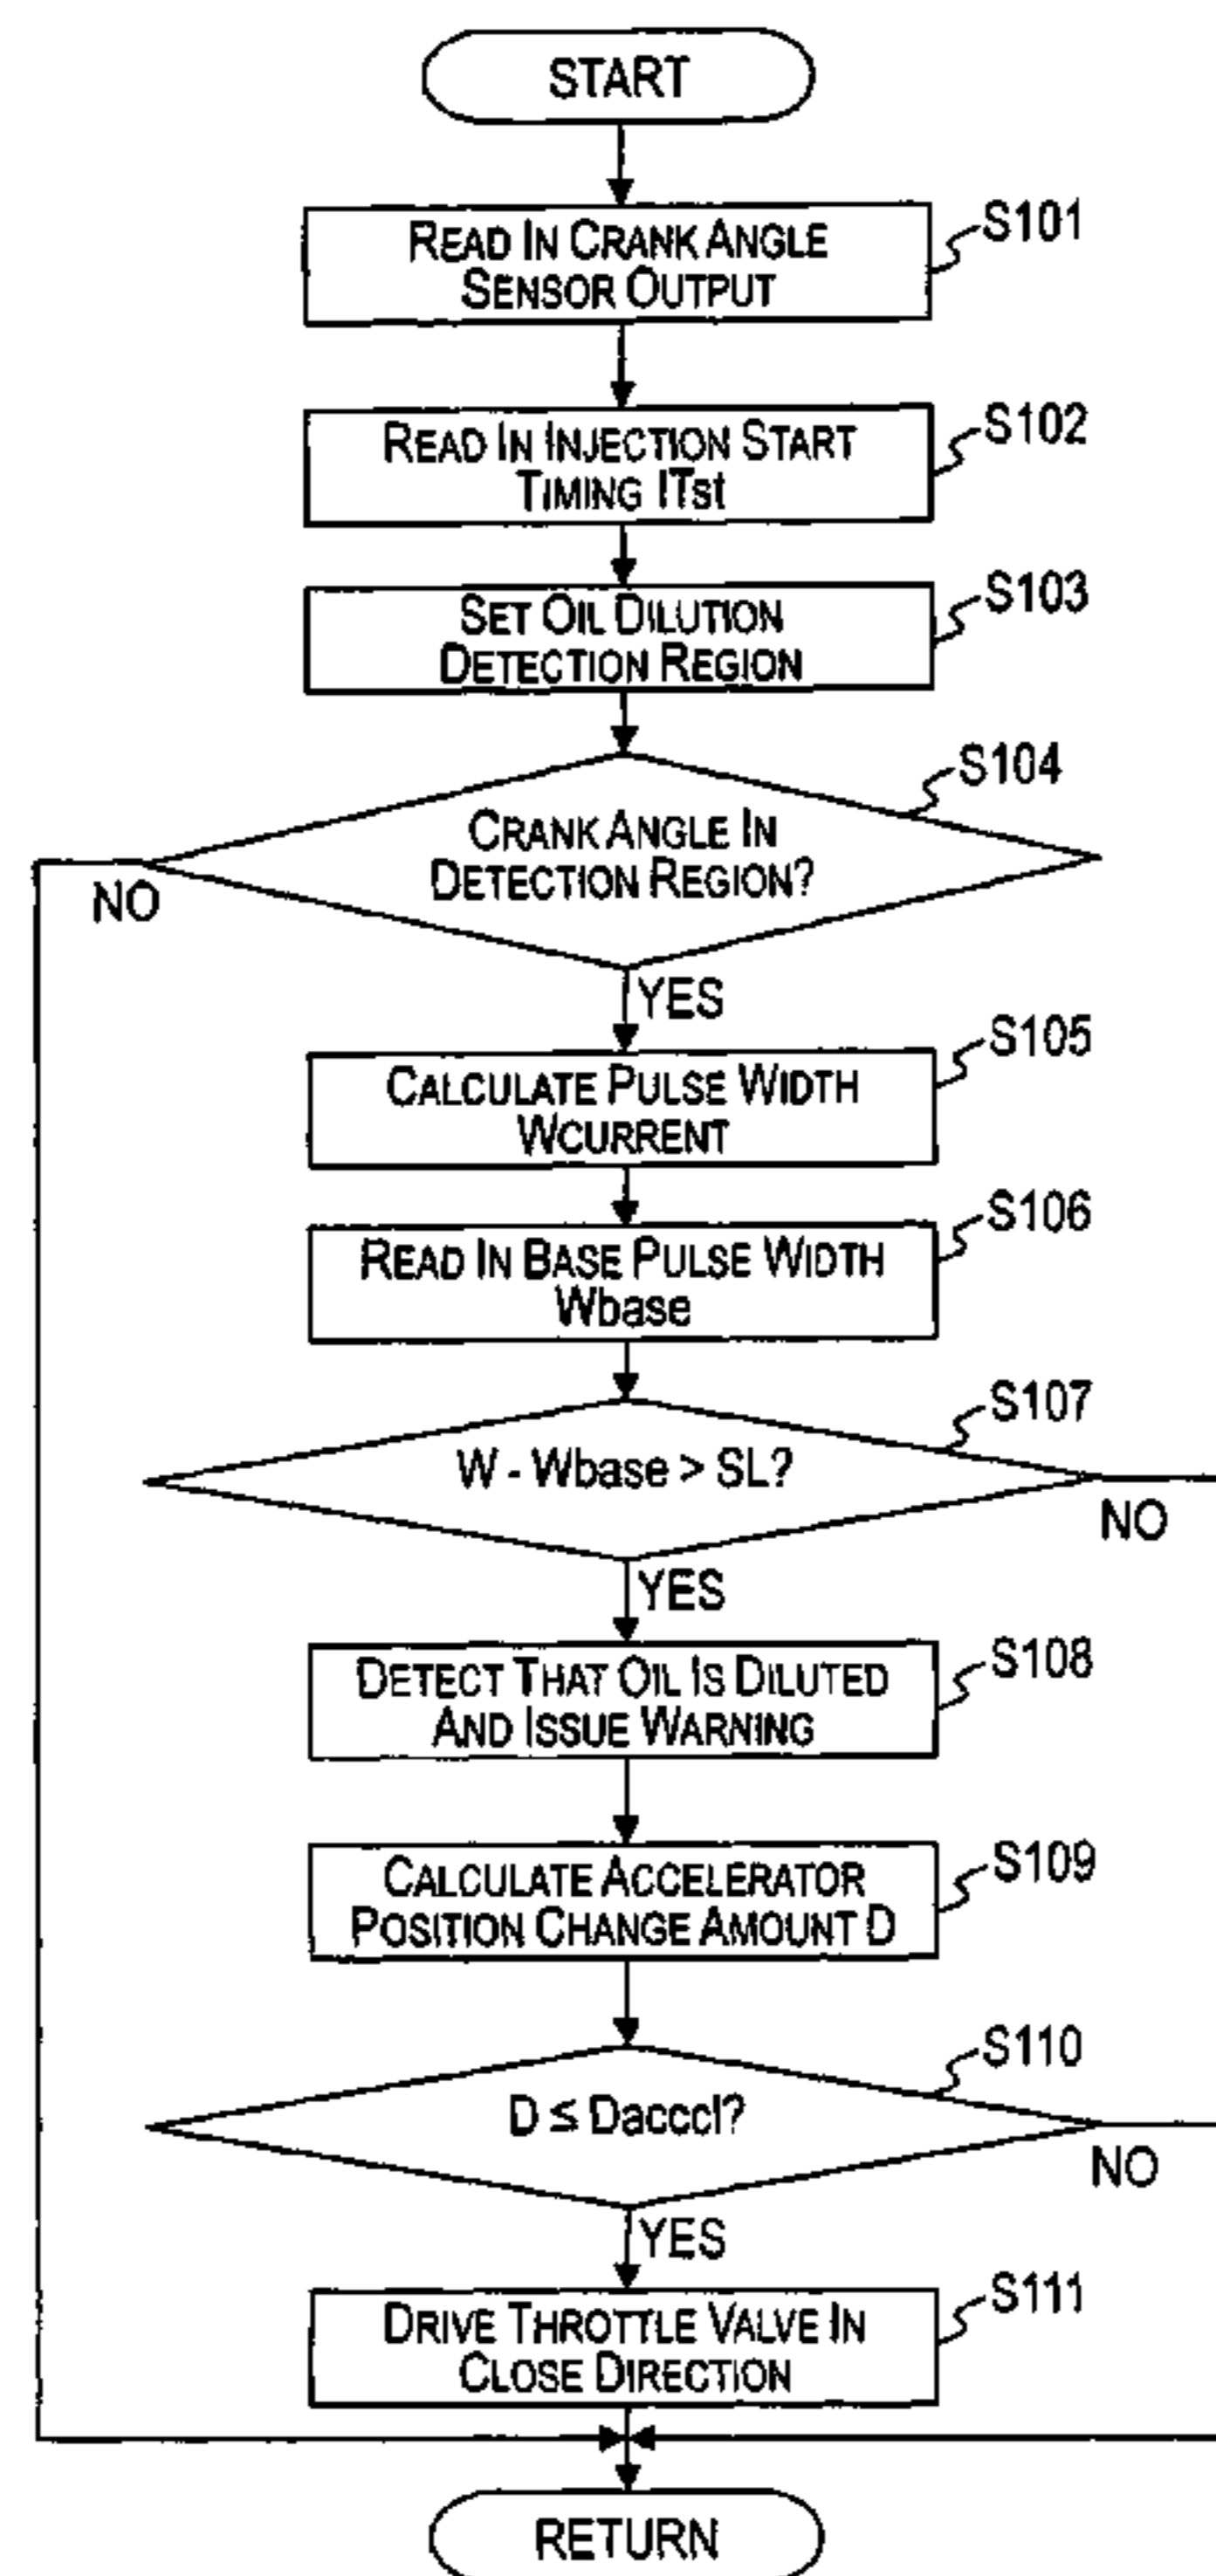 START
READ IN CRANK ANGLE
SENSOR OUTPUT
S101
READ IN INJECTION START
TIMING ITst
S102
SET OIL DILUTION
DETECTION REGION
S103
CRANK ANGLE IN
DETECTION REGION?
S104
NO
YES
CALCULATE PULSE WIDTH
WCURRENT
S105
READ IN BASE PULSE WIDTH
Wbase
S106
W - Wbase > SL?
S107
NO
YES
DETECT THAT OIL IS DILUTED
AND ISSUE WARNING
S108
CALCULATE ACCELERATOR
POSITION CHANGE AMOUNT D
S109
D ≤ Dacccl?
S110
NO
YES
DRIVE THROTTLE VALVE IN
CLOSE DIRECTION
S111
RETURN